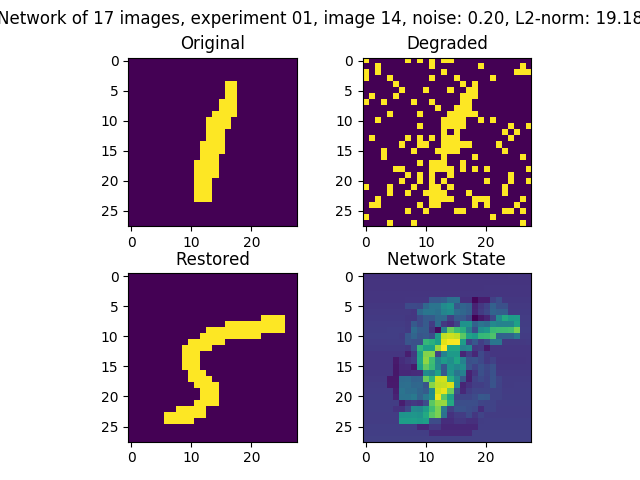 Network of 17 images, experiment 01, image 14, noise: 0.20, L2-norm: 19.18
Original Degraded
0 0
5 5
10 10
15 15
20 20
25 25
0 10 20 0 10 20
Restored Network State
0 0
5 5
10 10
15 15
20 20
25 25
0 10 20 0 10 20